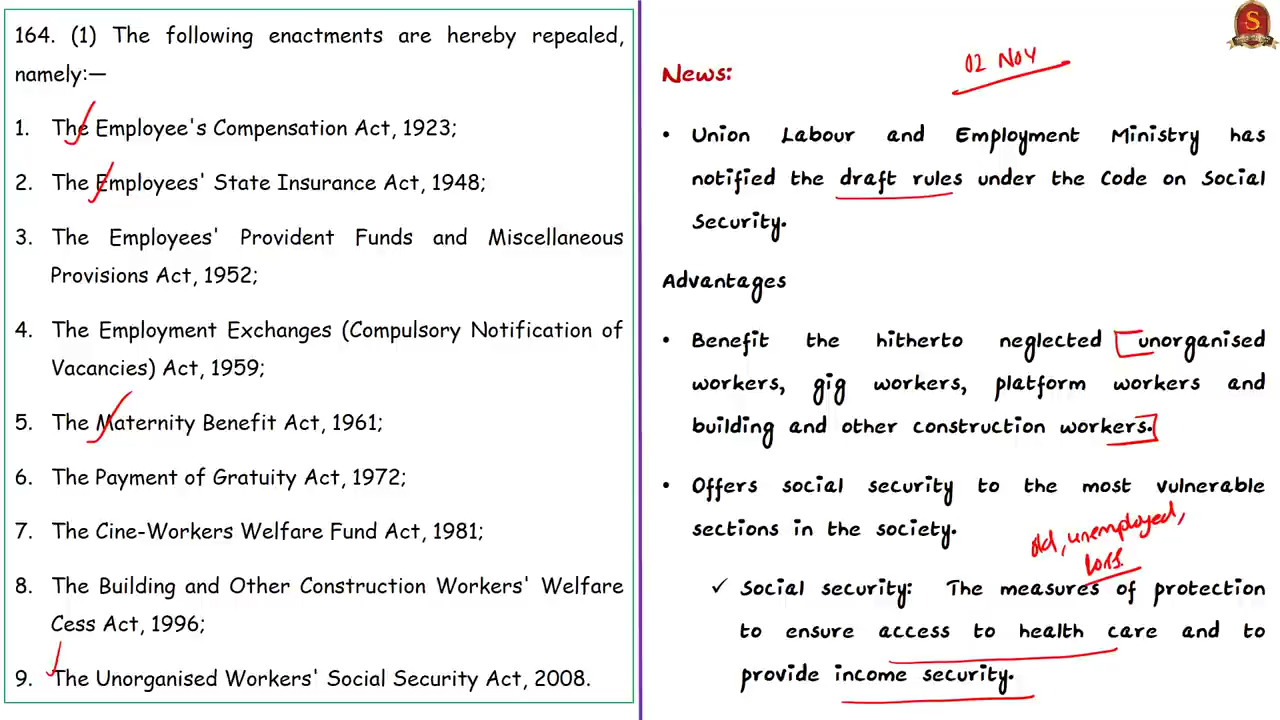 164. (1) The following enactments are hereby repealed,
namely:—
1. The Employee's Compensation Act, 1923;
2. The Employees' State Insurance Act, 1948;
3. The Employees' Provident Funds and Miscellaneous
Provisions Act, 1952;
4. The Employment Exchanges (Compulsory Notification of
Vacancies) Act, 1959;
5. The Maternity Benefit Act, 1961;
6. The Payment of Gratuity Act, 1972;
7. The Cine-Workers Welfare Fund Act, 1981;
8. The Building and Other Construction Workers' Welfare
Cess Act, 1996;
9. The Unorganised Workers' Social Security Act, 2008.
S
02 Nov
News:
• Union Labour and Employment Ministry has
notified the draft rules under the Code on Social
Security.
Advantages
• Benefit the hitherto neglected unorganised
workers, gig workers, platform workers and
building and other construction workers.
• Offers social security to the most vulnerable
sections in the society.
old, unemployed,
loss
✓ Social security: The measures of protection
to ensure access to health care and to
provide income security.